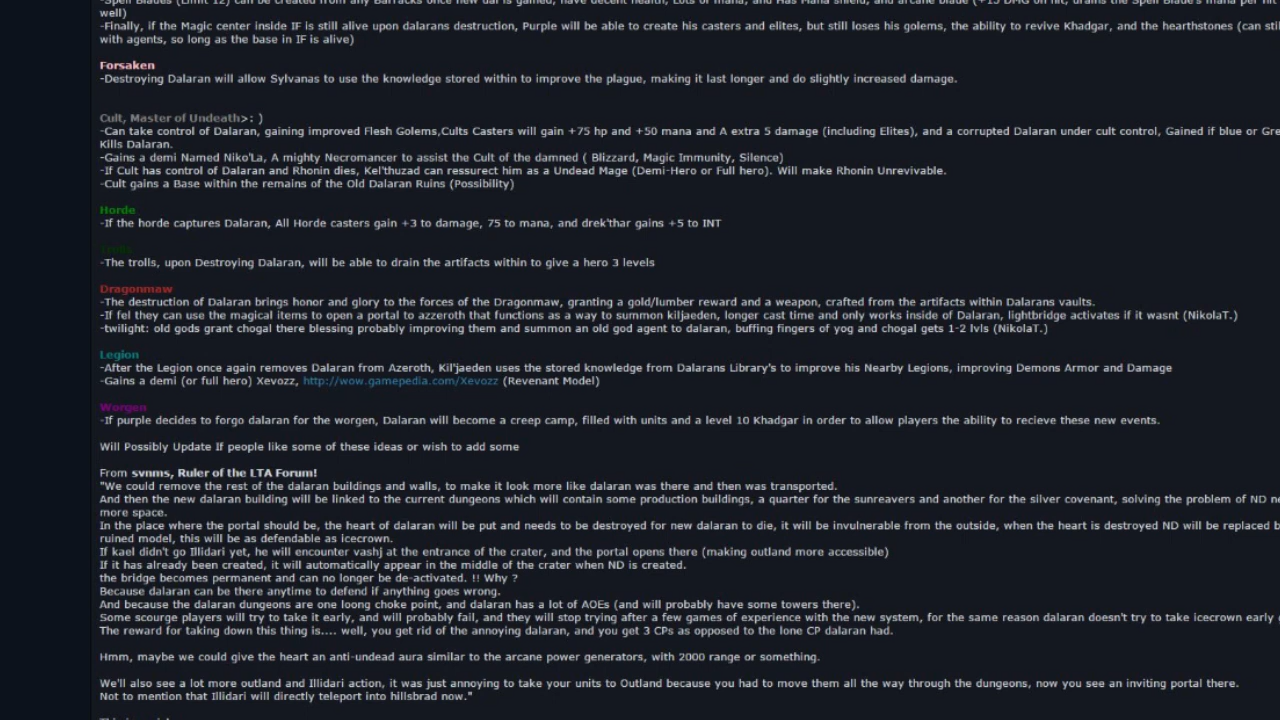 -Spell Blades (Limit 12) can be created from any Barracks once new dal is gained, have decent health, Lots of mana, and Has Mana shield, and arcane blade (+15 DMG on hit, drains the Spell Blade's mana per hit
well)
-Finally, if the Magic center inside IF is still alive upon dalarans destruction, Purple will be able to create his casters and elites, but still loses his golems, the ability to revive Khadgar, and the hearthstones (can sti
with agents, so long as the base in IF is alive)
Forsaken
-Destroying Dalaran will allow Sylvanas to use the knowledge stored within to improve the plague, making it last longer and do slightly increased damage.
Cult, Master of Undeath>: )
-Can take control of Dalaran, gaining improved Flesh Golems,Cults Casters will gain +75 hp and +50 mana and A extra 5 damage (including Elites), and a corrupted Dalaran under cult control, Gained if blue or Gre
Kills Dalaran.
-Gains a demi Named Niko'La, A mighty Necromancer to assist the Cult of the damned ( Blizzard, Magic Immunity, Silence)
-If Cult has control of Dalaran and Rhonin dies, Kel'thuzad can ressurect him as a Undead Mage (Demi-Hero or Full hero). Will make Rhonin Unrevivable.
-Cult gains a Base within the remains of the Old Dalaran Ruins (Possibility)
Horde
-If the horde captures Dalaran, All Horde casters gain +3 to damage, 75 to mana, and drek'thar gains +5 to INT
Trolls
-The trolls, upon Destroying Dalaran, will be able to drain the artifacts within to give a hero 3 levels
Dragonmaw
-The destruction of Dalaran brings honor and glory to the forces of the Dragonmaw, granting a gold/lumber reward and a weapon, crafted from the artifacts within Dalarans vaults.
-If fel they can use the magical items to open a portal to azzeroth that functions as a way to summon kiljaeden, longer cast time and only works inside of Dalaran, lightbridge activates if it wasnt (NikolaT.)
-twilight: old gods grant chogal there blessing probably improving them and summon an old god agent to dalaran, buffing fingers of yog and chogal gets 1-2 lvls (NikolaT.)
Legion
-After the Legion once again removes Dalaran from Azeroth, Kil'jaeden uses the stored knowledge from Dalarans Library's to improve his Nearby Legions, improving Demons Armor and Damage
-Gains a demi (or full hero) Xevozz, http://wow.gamepedia.com/Xevozz (Revenant Model)
Worgen
-If purple decides to forgo dalaran for the worgen, Dalaran will become a creep camp, filled with units and a level 10 Khadgar in order to allow players the ability to recieve these new events.
Will Possibly Update If people like some of these ideas or wish to add some
From svnms, Ruler of the LTA Forum!
"We could remove the rest of the dalaran buildings and walls, to make it look more like dalaran was there and then was transported.
And then the new dalaran building will be linked to the current dungeons which will contain some production buildings, a quarter for the sunreavers and another for the silver covenant, solving the problem of ND ne
more space.
In the place where the portal should be, the heart of dalaran will be put and needs to be destroyed for new dalaran to die, it will be invulnerable from the outside, when the heart is destroyed ND will be replaced b
ruined model, this will be as defendable as icecrown.
If kael didn't go Illidari yet, he will encounter vashj at the entrance of the crater, and the portal opens there (making outland more accessible)
If it has already been created, it will automatically appear in the middle of the crater when ND is created.
the bridge becomes permanent and can no longer be de-activated. !! Why ?
Because dalaran can be there anytime to defend if anything goes wrong.
And because the dalaran dungeons are one loong choke point, and dalaran has a lot of AOEs (and will probably have some towers there).
Some scourge players will try to take it early, and will probably fail, and they will stop trying after a few games of experience with the new system, for the same reason dalaran doesn't try to take icecrown early
The reward for taking down this thing is.... well, you get rid of the annoying dalaran, and you get 3 CPs as opposed to the lone CP dalaran had.
Hmm, maybe we could give the heart an anti-undead aura similar to the arcane power generators, with 2000 range or something.
We'll also see a lot more outland and Illidari action, it was just annoying to take your units to Outland because you had to move them all the way through the dungeons, now you see an inviting portal there.
Not to mention that Illidari will directly teleport into hillsbrad now."